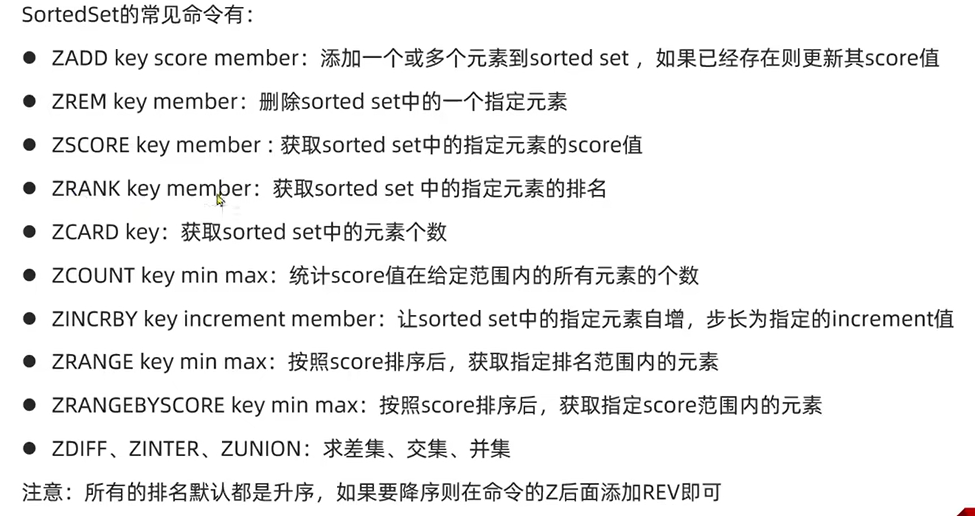 SortedSet的常见命令有：
● ZADD key score member：添加一个或多个元素到sorted set ，如果已经存在则更新其score值
● ZREM key member：删除sorted set中的一个指定元素
● ZSCORE key member : 获取sorted set中的指定元素的score值
● ZRANK key member：获取sorted set 中的指定元素的排名
● ZCARD key：获取sorted set中的元素个数
● ZCOUNT key min max：统计score值在给定范围内的所有元素的个数
● ZINCRBY key increment member：让sorted set中的指定元素自增，步长为指定的increment值
● ZRANGE key min max：按照score排序后，获取指定排名范围内的元素
● ZRANGEBYSCORE key min max：按照score排序后，获取指定score范围内的元素
● ZDIFF、ZINTER、ZUNION：求差集、交集、并集
注意：所有的排名默认都是升序，如果要降序则在命令的Z后面添加REV即可